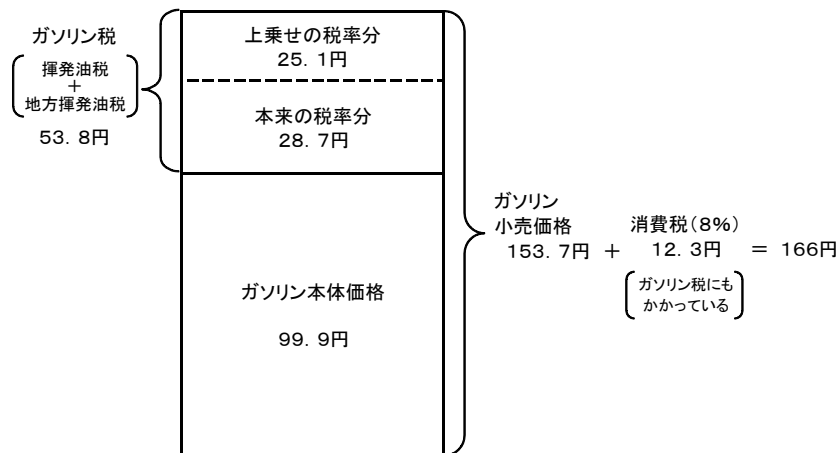 ガソリン税
揮発油税
+
地方揮発油税
53. 8円
上乗せの税率分
25. 1円
本来の税率分
28. 7円
ガソリン本体価格
99. 9円
ガソリン
小売価格
153. 7円 + 12. 3円 = 166円
消費税(8%)
ガソリン税にも
かかっている